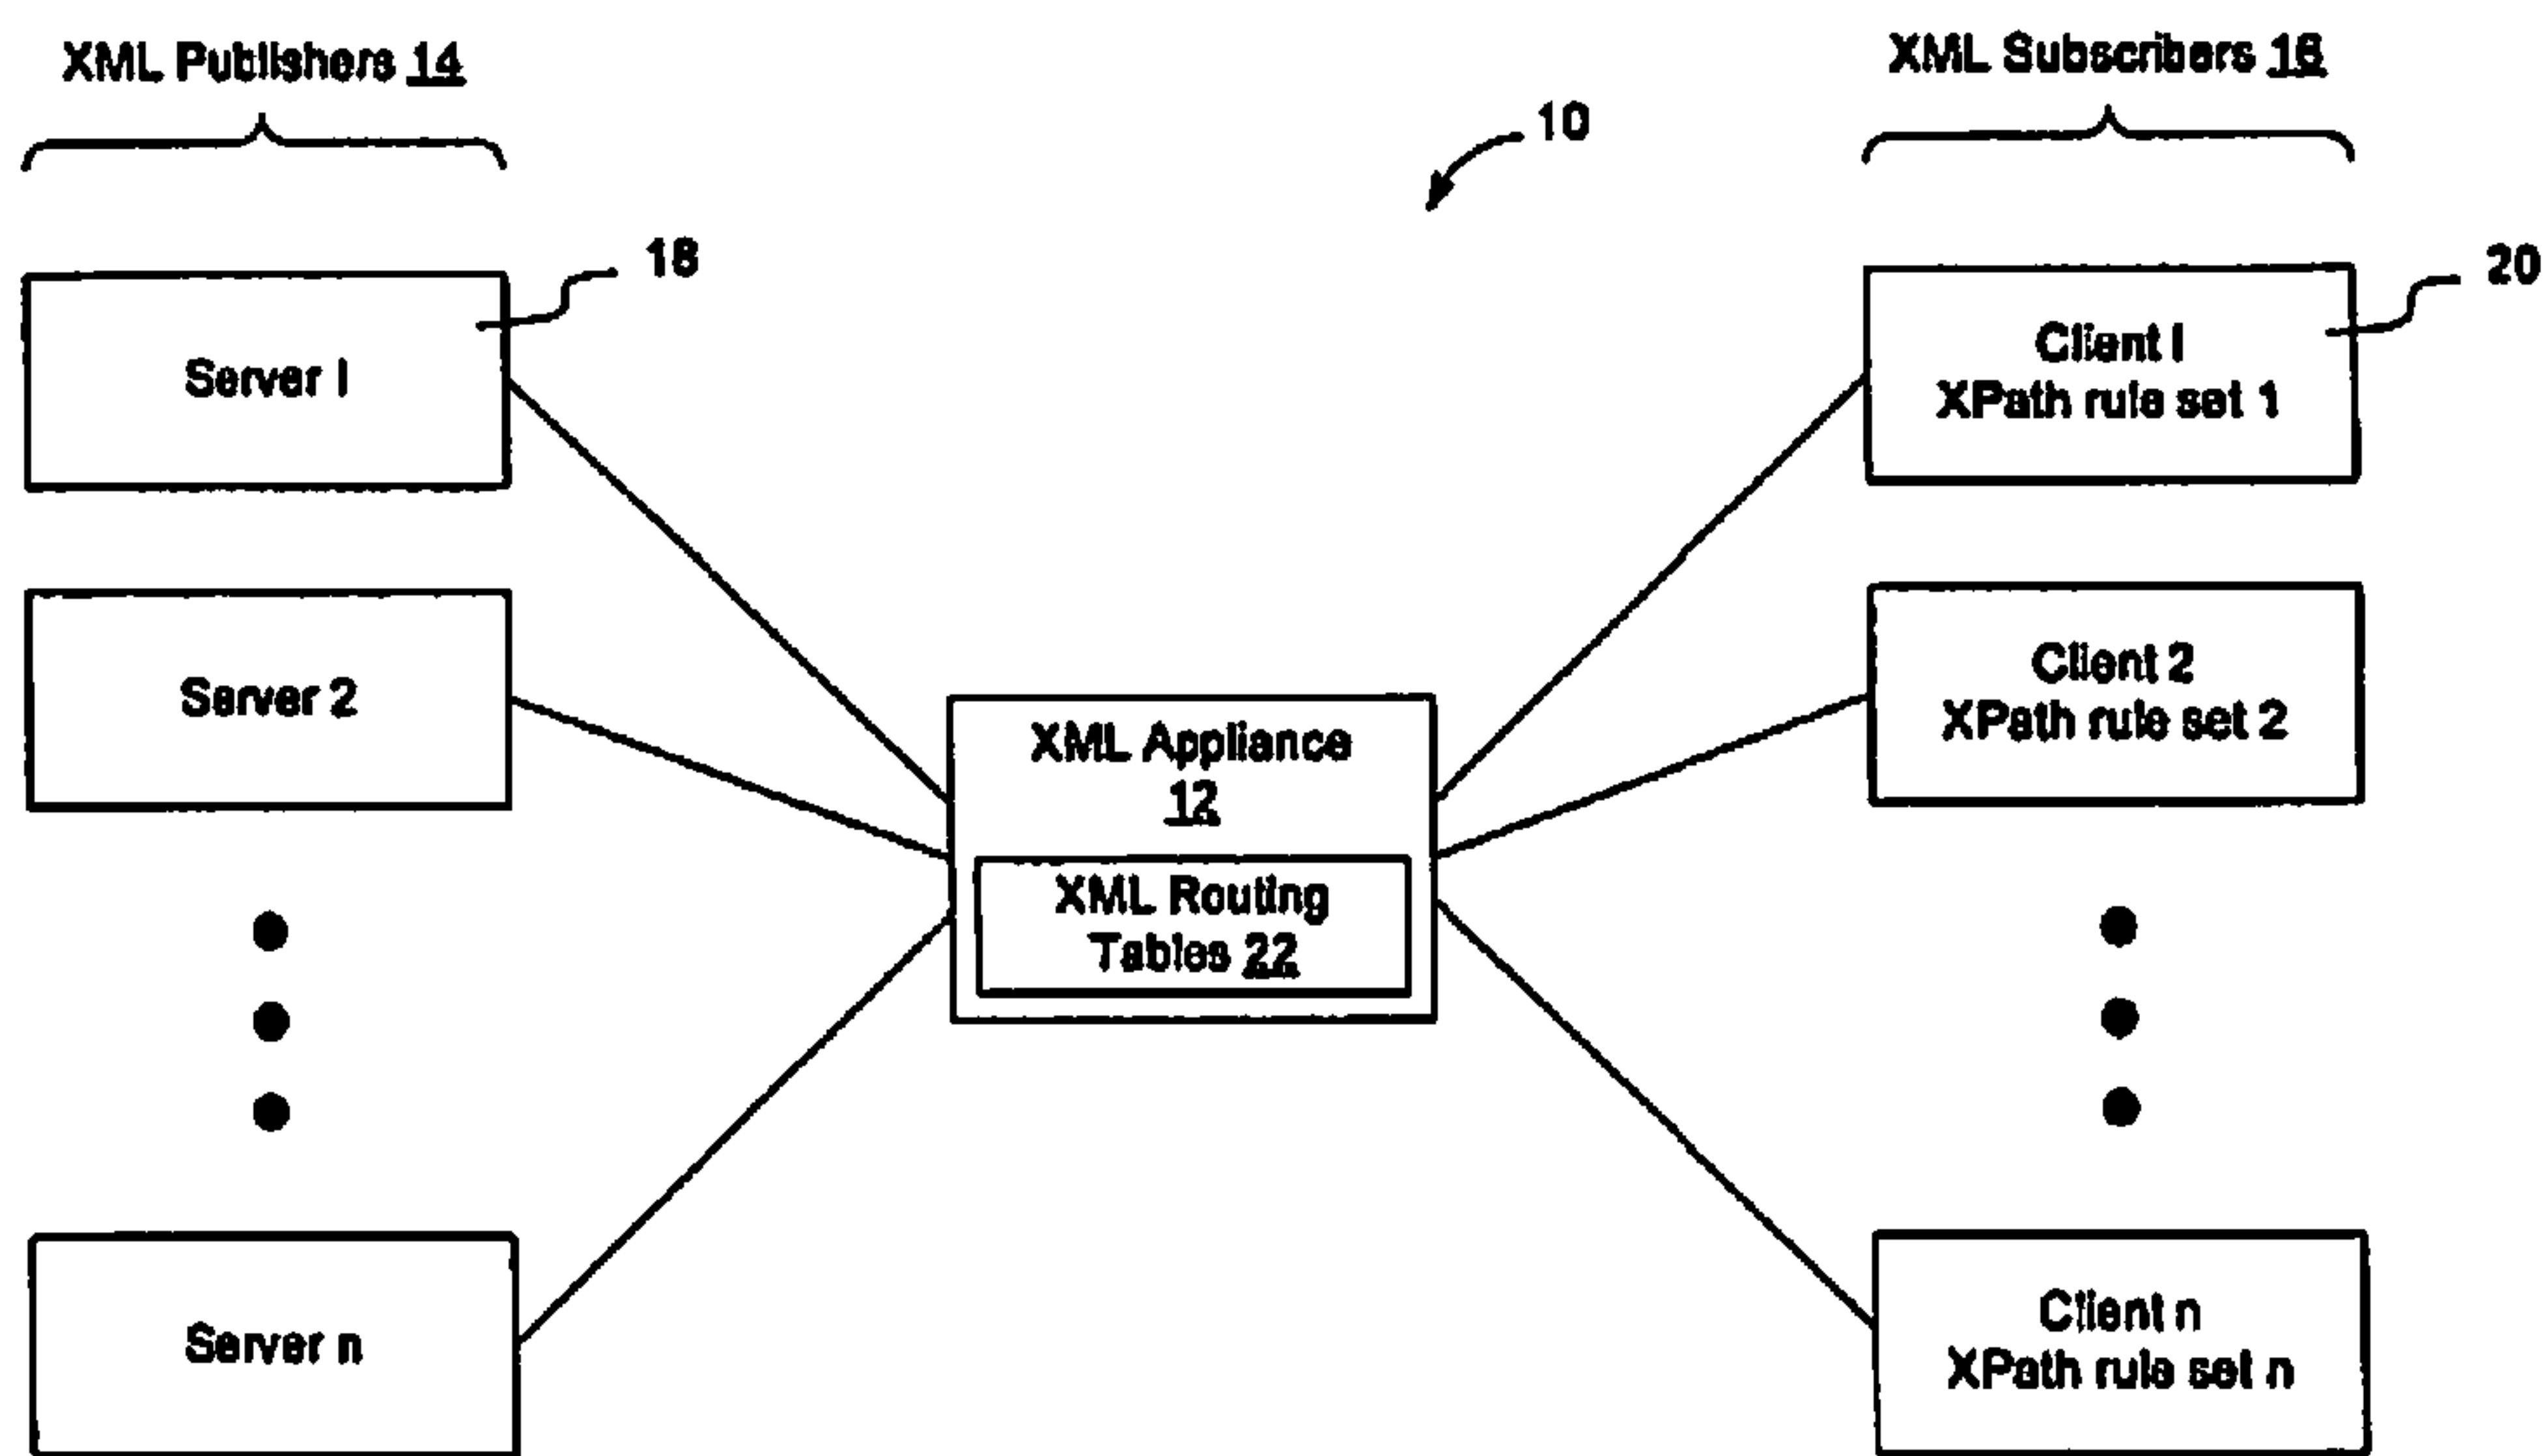 XML Publishers 14
XML Subscribers 16
10
18
20
Server I
Client I
XPath rule set 1
Server 2
Client 2
XPath rule set 2
XML Appliance
12
XML Routing
Tables 22
Server n
Client n
XPath rule set n